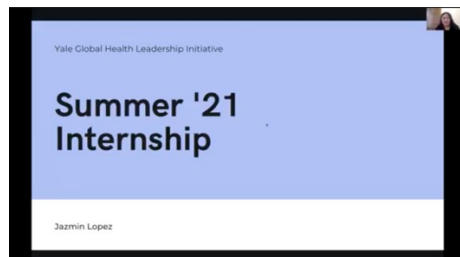 Yale Global Health Leadership Initiative
Summer '21
Internship
Jazmin Lopez